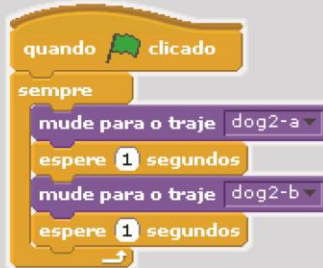 quando clicado
sempre
mude para o traje dog2-a
espere 1 segundos
mude para o traje dog2-b
espere 1 segundos